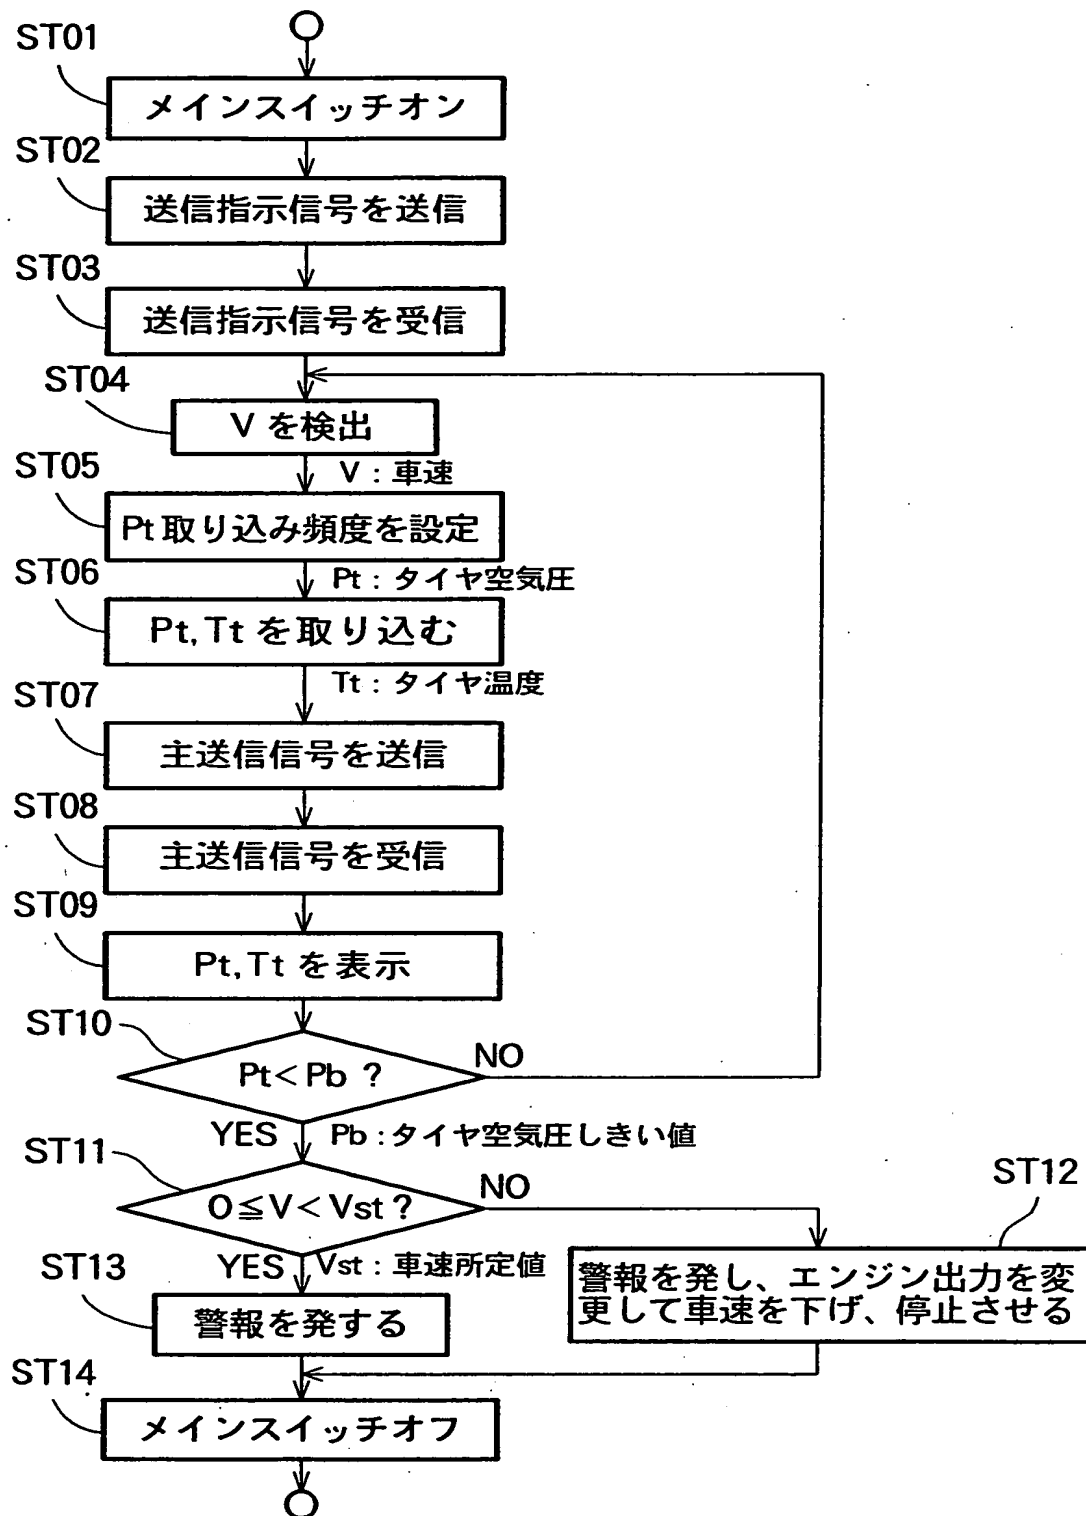 ST01
メインスイッチオン
ST02
送信指示信号を送信
ST03
送信指示信号を受信
ST04
Vを検出
V：車速
ST05
Pt取り込み頻度を設定
Pt：タイヤ空気圧
ST06
Pt,Ttを取り込む
Tt：タイヤ温度
ST07
主送信信号を送信
ST08
主送信信号を受信
ST09
Pt,Ttを表示
ST10
Pt<Pb？
NO
YES
Pb：タイヤ空気圧しきい値
ST11
0≦V<Vst？
NO
YES
Vst：車速所定値
ST12
警報を発し、エンジン出力を変
更して車速を下げ、停止させる
ST13
警報を発する
ST14
メインスイッチオフ